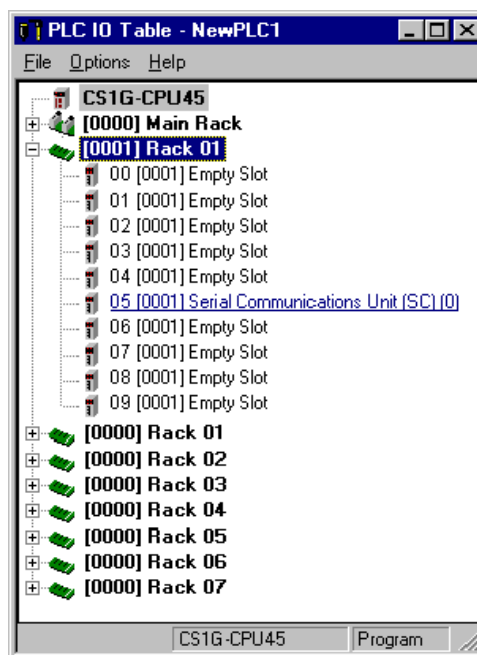 PLC IO Table - NewPLC1
File Options Help
CS1G-CPU45
[0000] Main Rack
[0001] Rack 01
00 [0001] Empty Slot
01 [0001] Empty Slot
02 [0001] Empty Slot
03 [0001] Empty Slot
04 [0001] Empty Slot
05 [0001] Serial Communications Unit (SC) (0)
06 [0001] Empty Slot
07 [0001] Empty Slot
08 [0001] Empty Slot
09 [0001] Empty Slot
[0000] Rack 01
[0000] Rack 02
[0000] Rack 03
[0000] Rack 04
[0000] Rack 05
[0000] Rack 06
[0000] Rack 07
CS1G-CPU45 Program